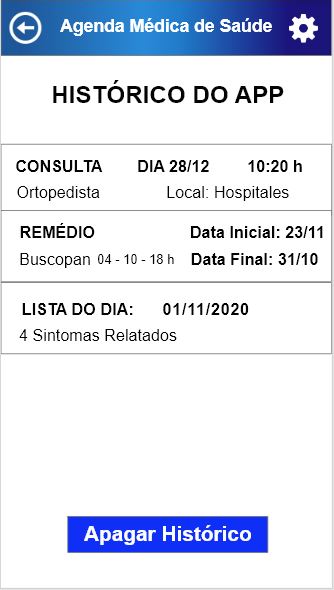 Agenda Médica de Saúde
HISTÓRICO DO APP
CONSULTA DIA 28/12 10:20 h
Ortopedista Local: Hospitales
REMÉDIO Data Inicial: 23/11
Buscopan 04 - 10 - 18 h Data Final: 31/10
LISTA DO DIA: 01/11/2020
4 Sintomas Relatados
Apagar Histórico